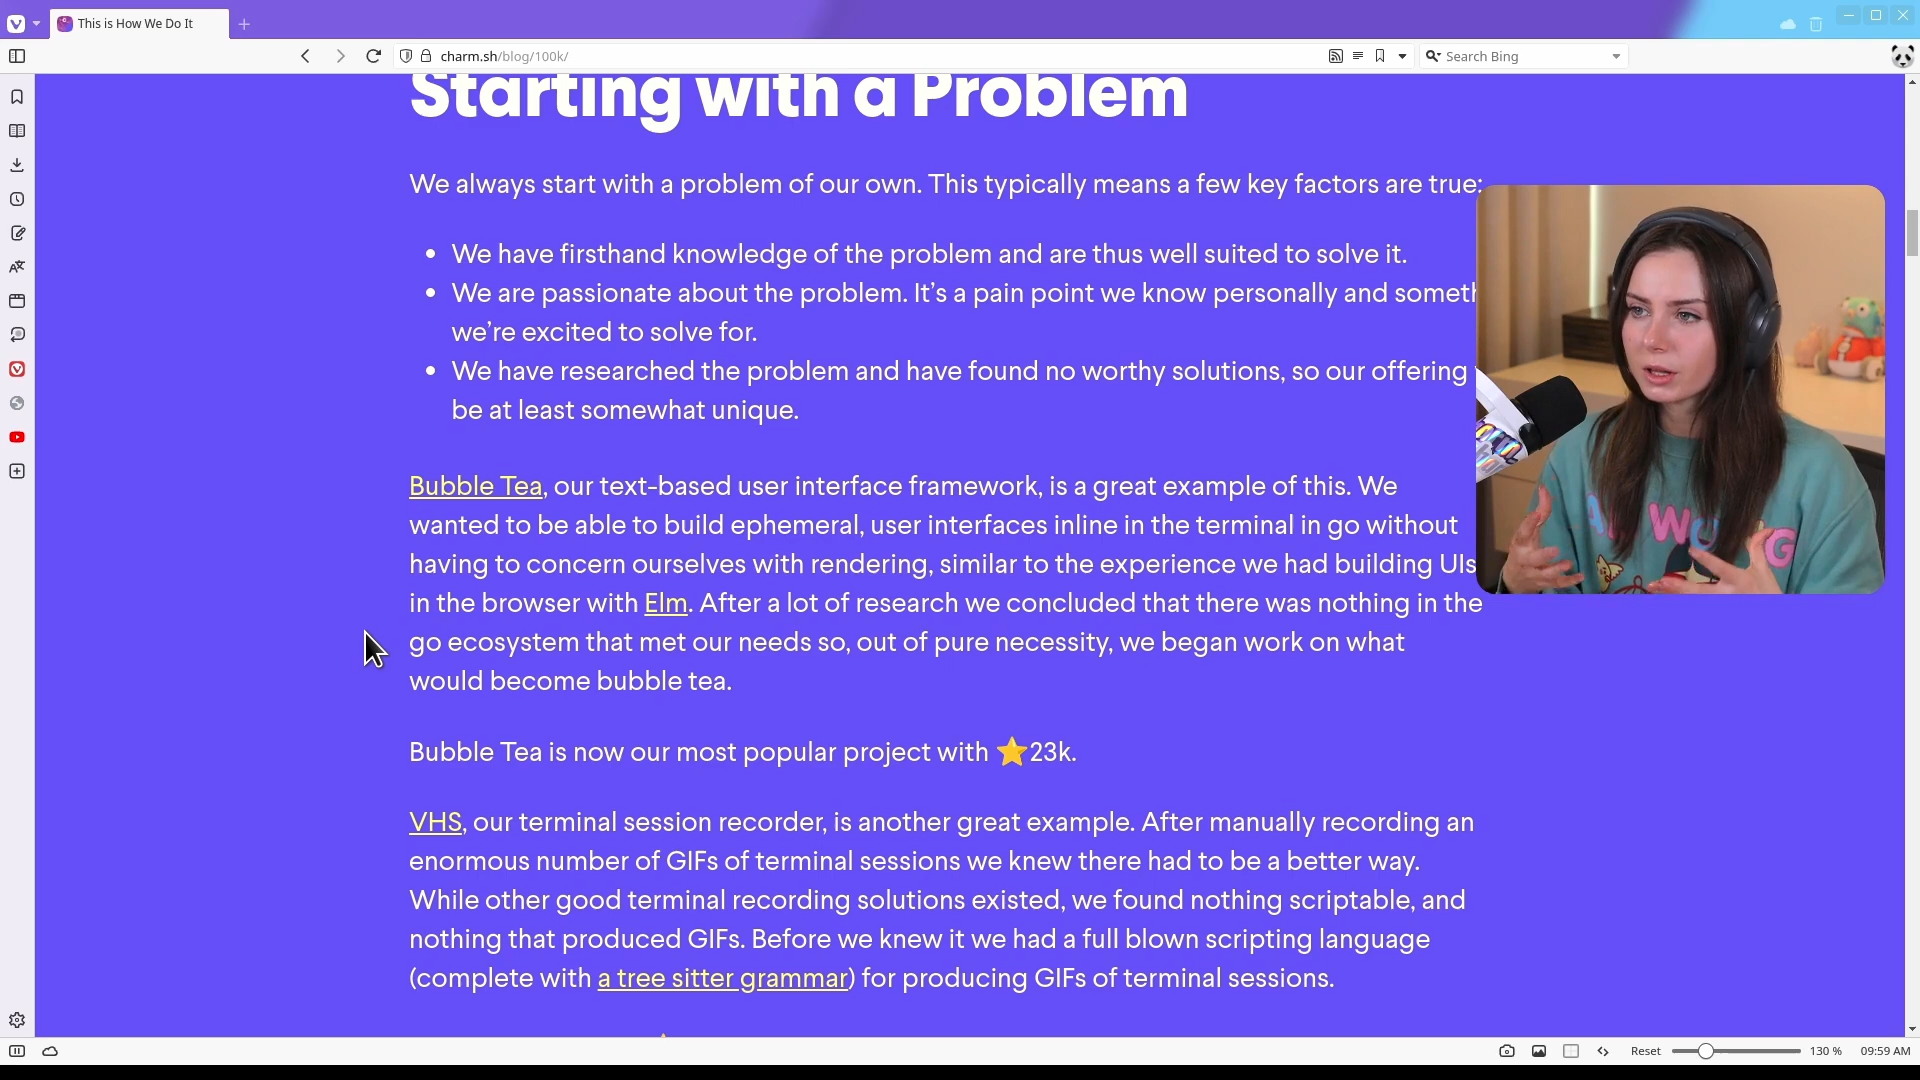 This is How We Do It
charm.sh/blog/100k/
Search Bing
Starting with a Problem
We always start with a problem of our own. This typically means a few key factors are true:
We have firsthand knowledge of the problem and are thus well suited to solve it.
We are passionate about the problem. It’s a pain point we know personally and someth
we’re excited to solve for.
We have researched the problem and have found no worthy solutions, so our offering
be at least somewhat unique.
Bubble Tea, our text-based user interface framework, is a great example of this. We
wanted to be able to build ephemeral, user interfaces inline in the terminal in go without
having to concern ourselves with rendering, similar to the experience we had building UIs
in the browser with Elm. After a lot of research we concluded that there was nothing in the
go ecosystem that met our needs so, out of pure necessity, we began work on what
would become bubble tea.
Bubble Tea is now our most popular project with ⭐23k.
VHS, our terminal session recorder, is another great example. After manually recording an
enormous number of GIFs of terminal sessions we knew there had to be a better way.
While other good terminal recording solutions existed, we found nothing scriptable, and
nothing that produced GIFs. Before we knew it we had a full blown scripting language
(complete with a tree sitter grammar) for producing GIFs of terminal sessions.
Reset
130 %
09:59 AM